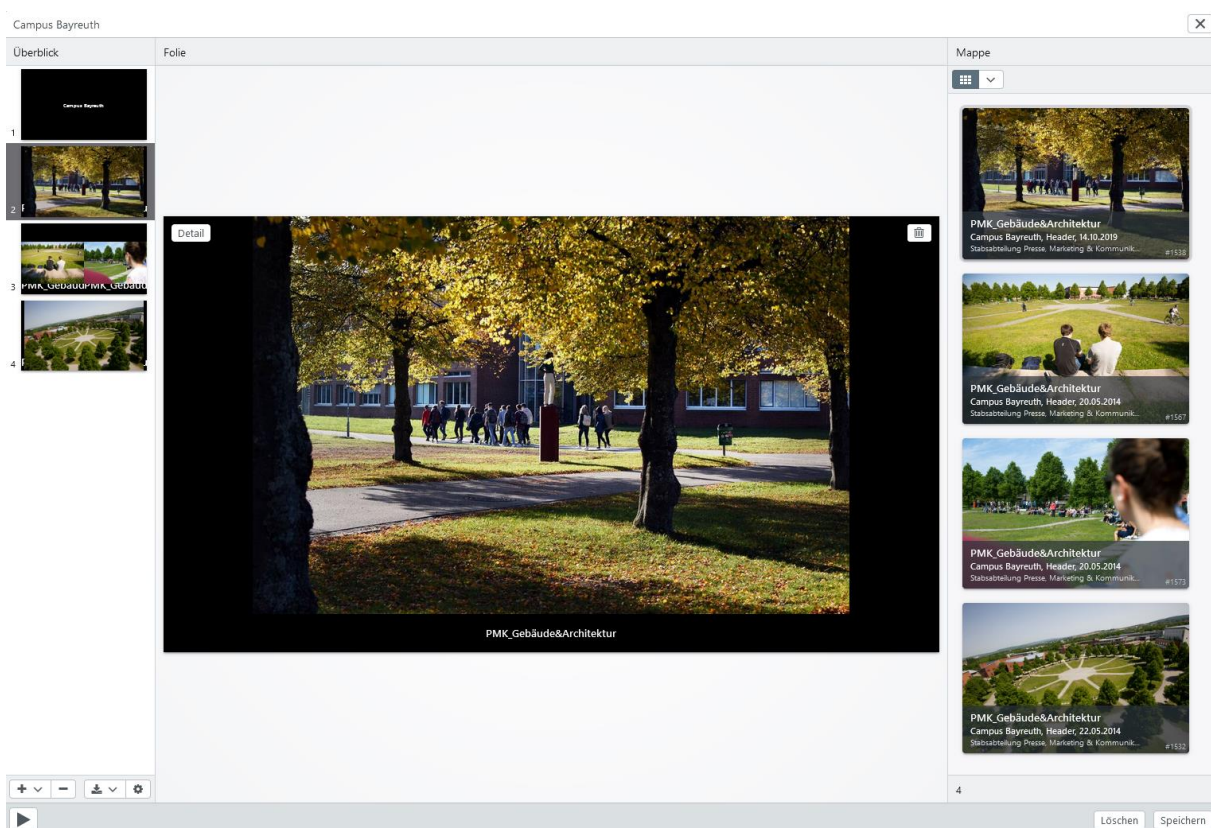 Campus Bayreuth
Überblick
Folie
Mappe
Campus Bayreuth
1
2
3
PMK_GebäudPMK_Gebäud
4
Detail
PMK_Gebäude&Architektur
PMK_Gebäude&Architektur
Campus Bayreuth, Header, 14.10.2019
Stabsabteilung Presse, Marketing & Kommunik...
#1538
PMK_Gebäude&Architektur
Campus Bayreuth, Header, 20.05.2014
Stabsabteilung Presse, Marketing & Kommunik...
#1567
PMK_Gebäude&Architektur
Campus Bayreuth, Header, 20.05.2014
Stabsabteilung Presse, Marketing & Kommunik...
#1573
PMK_Gebäude&Architektur
Campus Bayreuth, Header, 22.05.2014
Stabsabteilung Presse, Marketing & Kommunik...
#1532
4
Löschen
Speichern